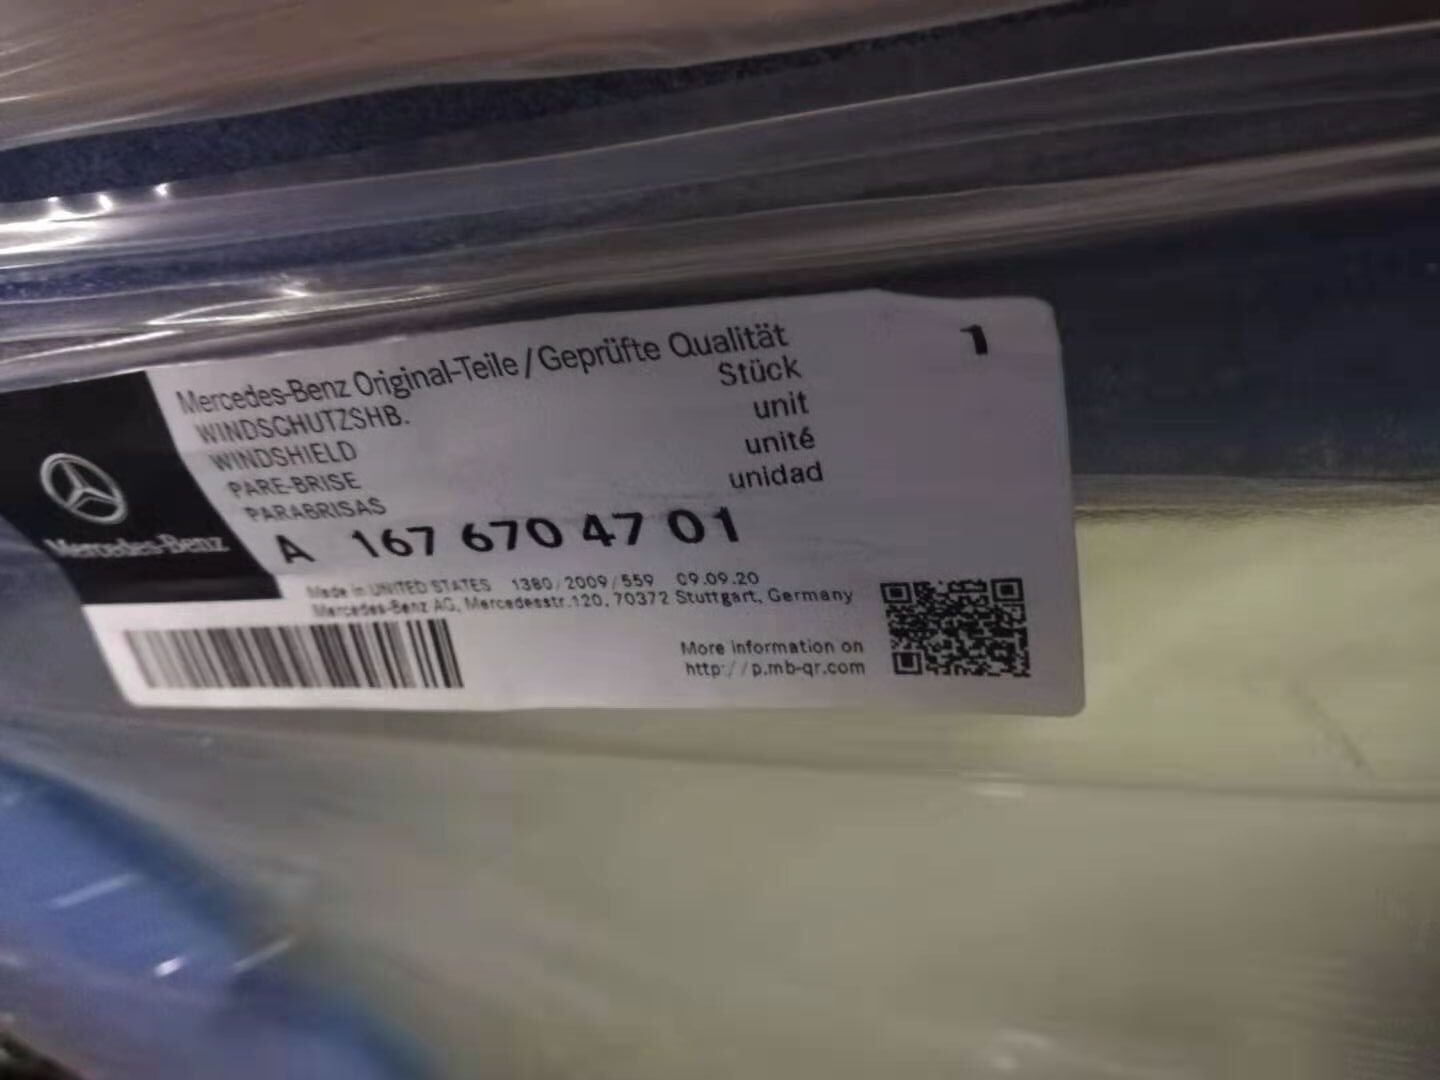 Mercedes-Benz Original-Teile / Geprüfte Qualität
1
WINDSCHUTZSHB.
Stück
WINDSHIELD
unit
PARE-BRISE
unité
PARABRISAS
unidad
Mercedes-Benz
A 167 670 47 01
Made in UNITED STATES 1380/2009/559 09.09.20
Mercedes-Benz AG, Mercedesstr.120, 70372 Stuttgart, Germany
More information on
http://p.mb-qr.com